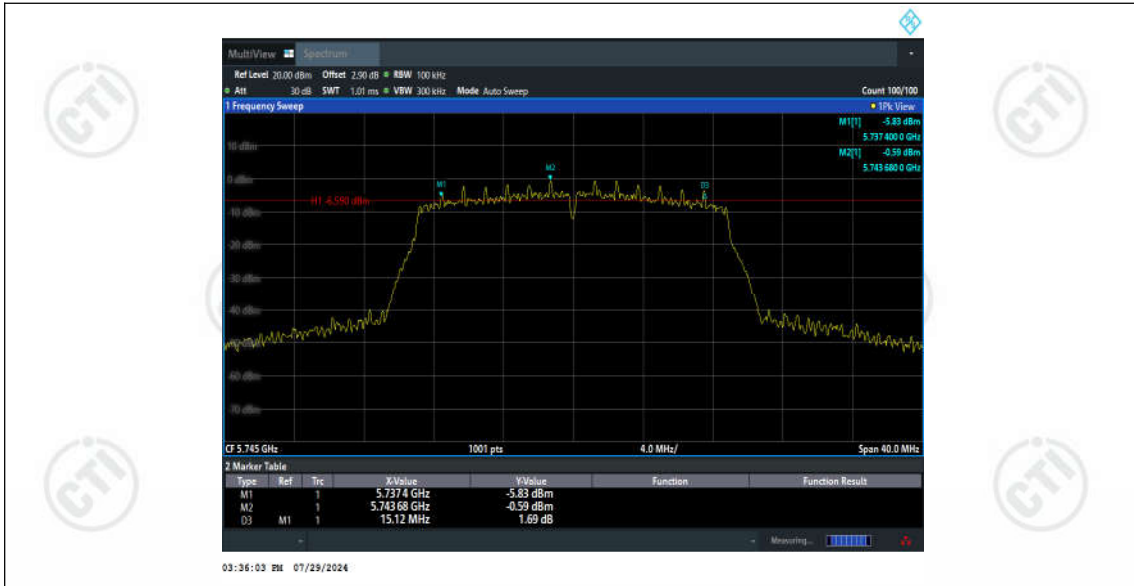 MultiView Spectrum
Ref Level 20.00 dBm Offset 2.90 dB RBW 100 kHz
Att 30 dB SWT 1.01 ms VBW 300 kHz Mode Auto Sweep Count 100/100
1 Frequency Sweep 1Pk View
M1[1] -5.83 dBm
5.737 400 0 GHz
M2[1] -0.59 dBm
5.743 680 0 GHz
10 dBm
M2
0 dBm
M1 D3
H1 -6.590 dBm
-10 dBm
-20 dBm
-30 dBm
-40 dBm
-50 dBm
-60 dBm
-70 dBm
CF 5.745 GHz 1001 pts 4.0 MHz/ Span 40.0 MHz
2 Marker Table
Type Ref Trc X-Value Y-Value Function Function Result
M1 1 5.7374 GHz -5.83 dBm
M2 1 5.743 68 GHz -0.59 dBm
D3 M1 1 15.12 MHz 1.69 dB
Measuring...
03:36:03 PM 07/29/2024
CTI
CTI
CTI
CTI